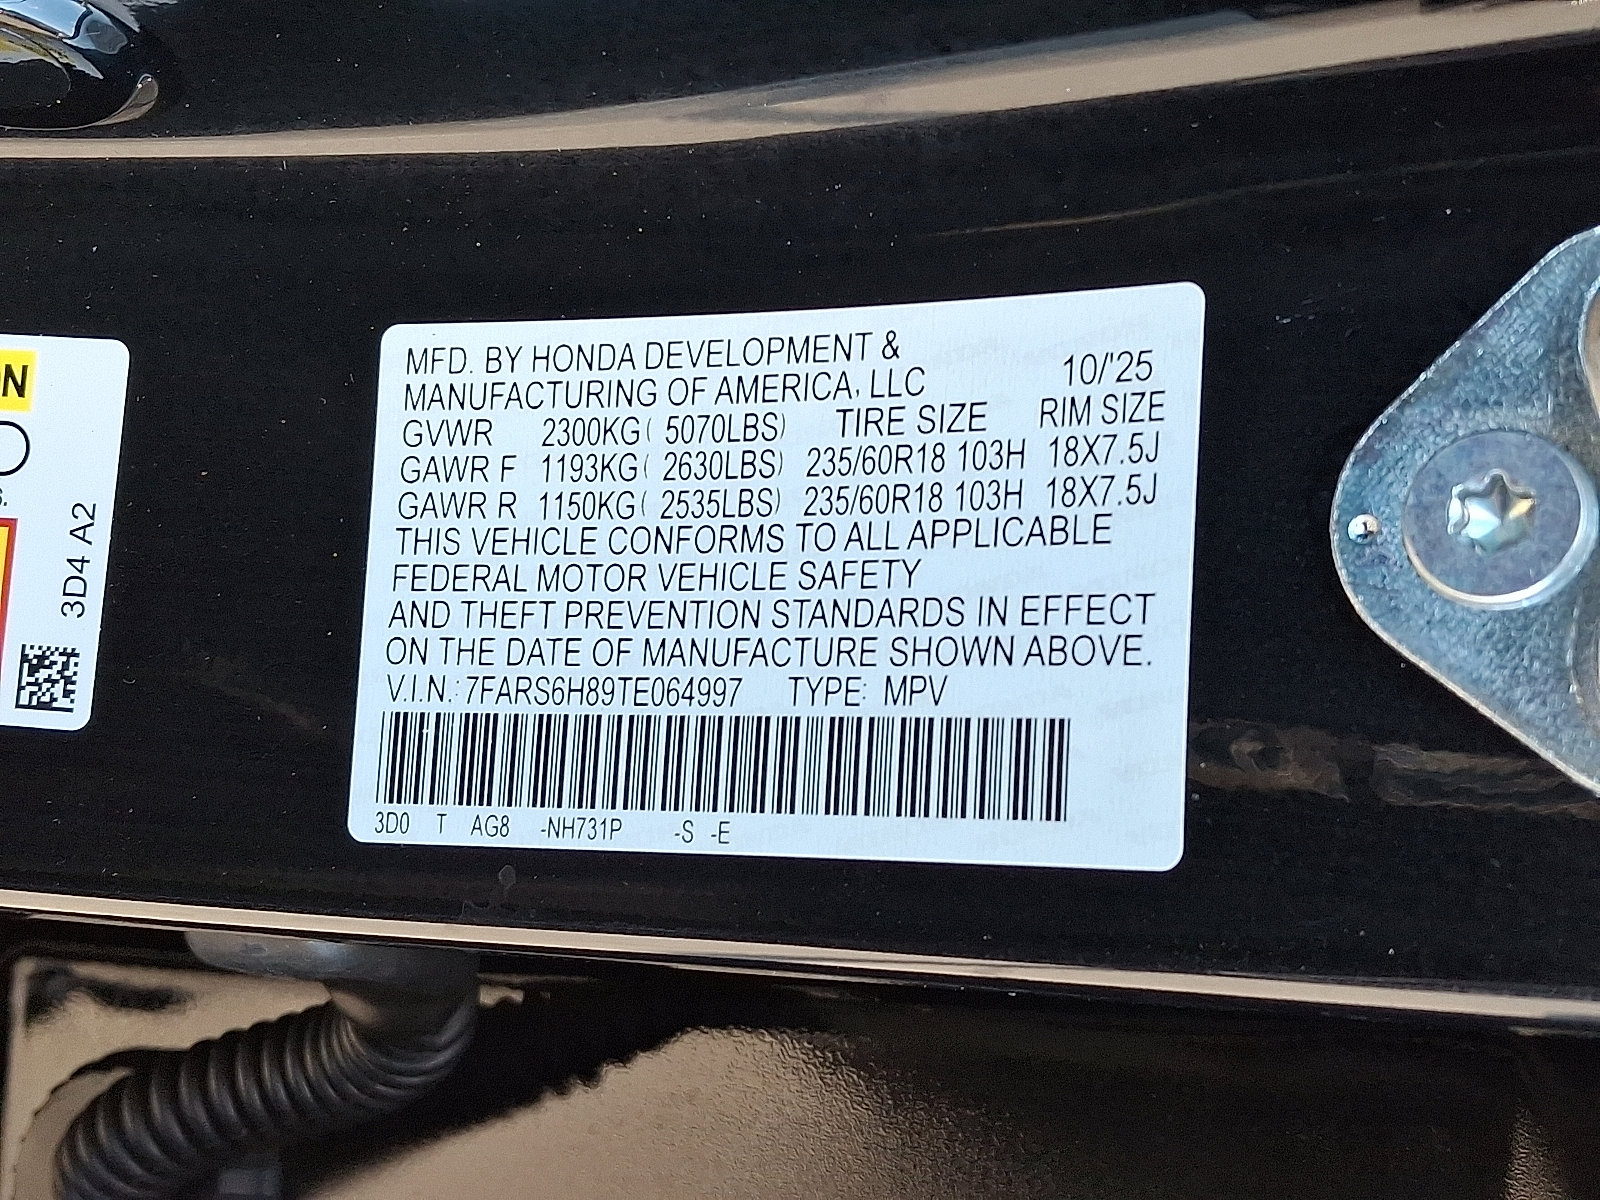 MFD. BY HONDA DEVELOPMENT &
MANUFACTURING OF AMERICA, LLC 10/'25
GVWR 2300KG( 5070LBS) TIRE SIZE RIM SIZE
GAWR F 1193KG( 2630LBS) 235/60R18 103H 18X7.5J
GAWR R 1150KG( 2535LBS) 235/60R18 103H 18X7.5J
THIS VEHICLE CONFORMS TO ALL APPLICABLE
FEDERAL MOTOR VEHICLE SAFETY
AND THEFT PREVENTION STANDARDS IN EFFECT
ON THE DATE OF MANUFACTURE SHOWN ABOVE.
V.I.N.: 7FARS6H89TE064997 TYPE: MPV
3D0 T AG8 -NH731P -S -E
3D4 A2